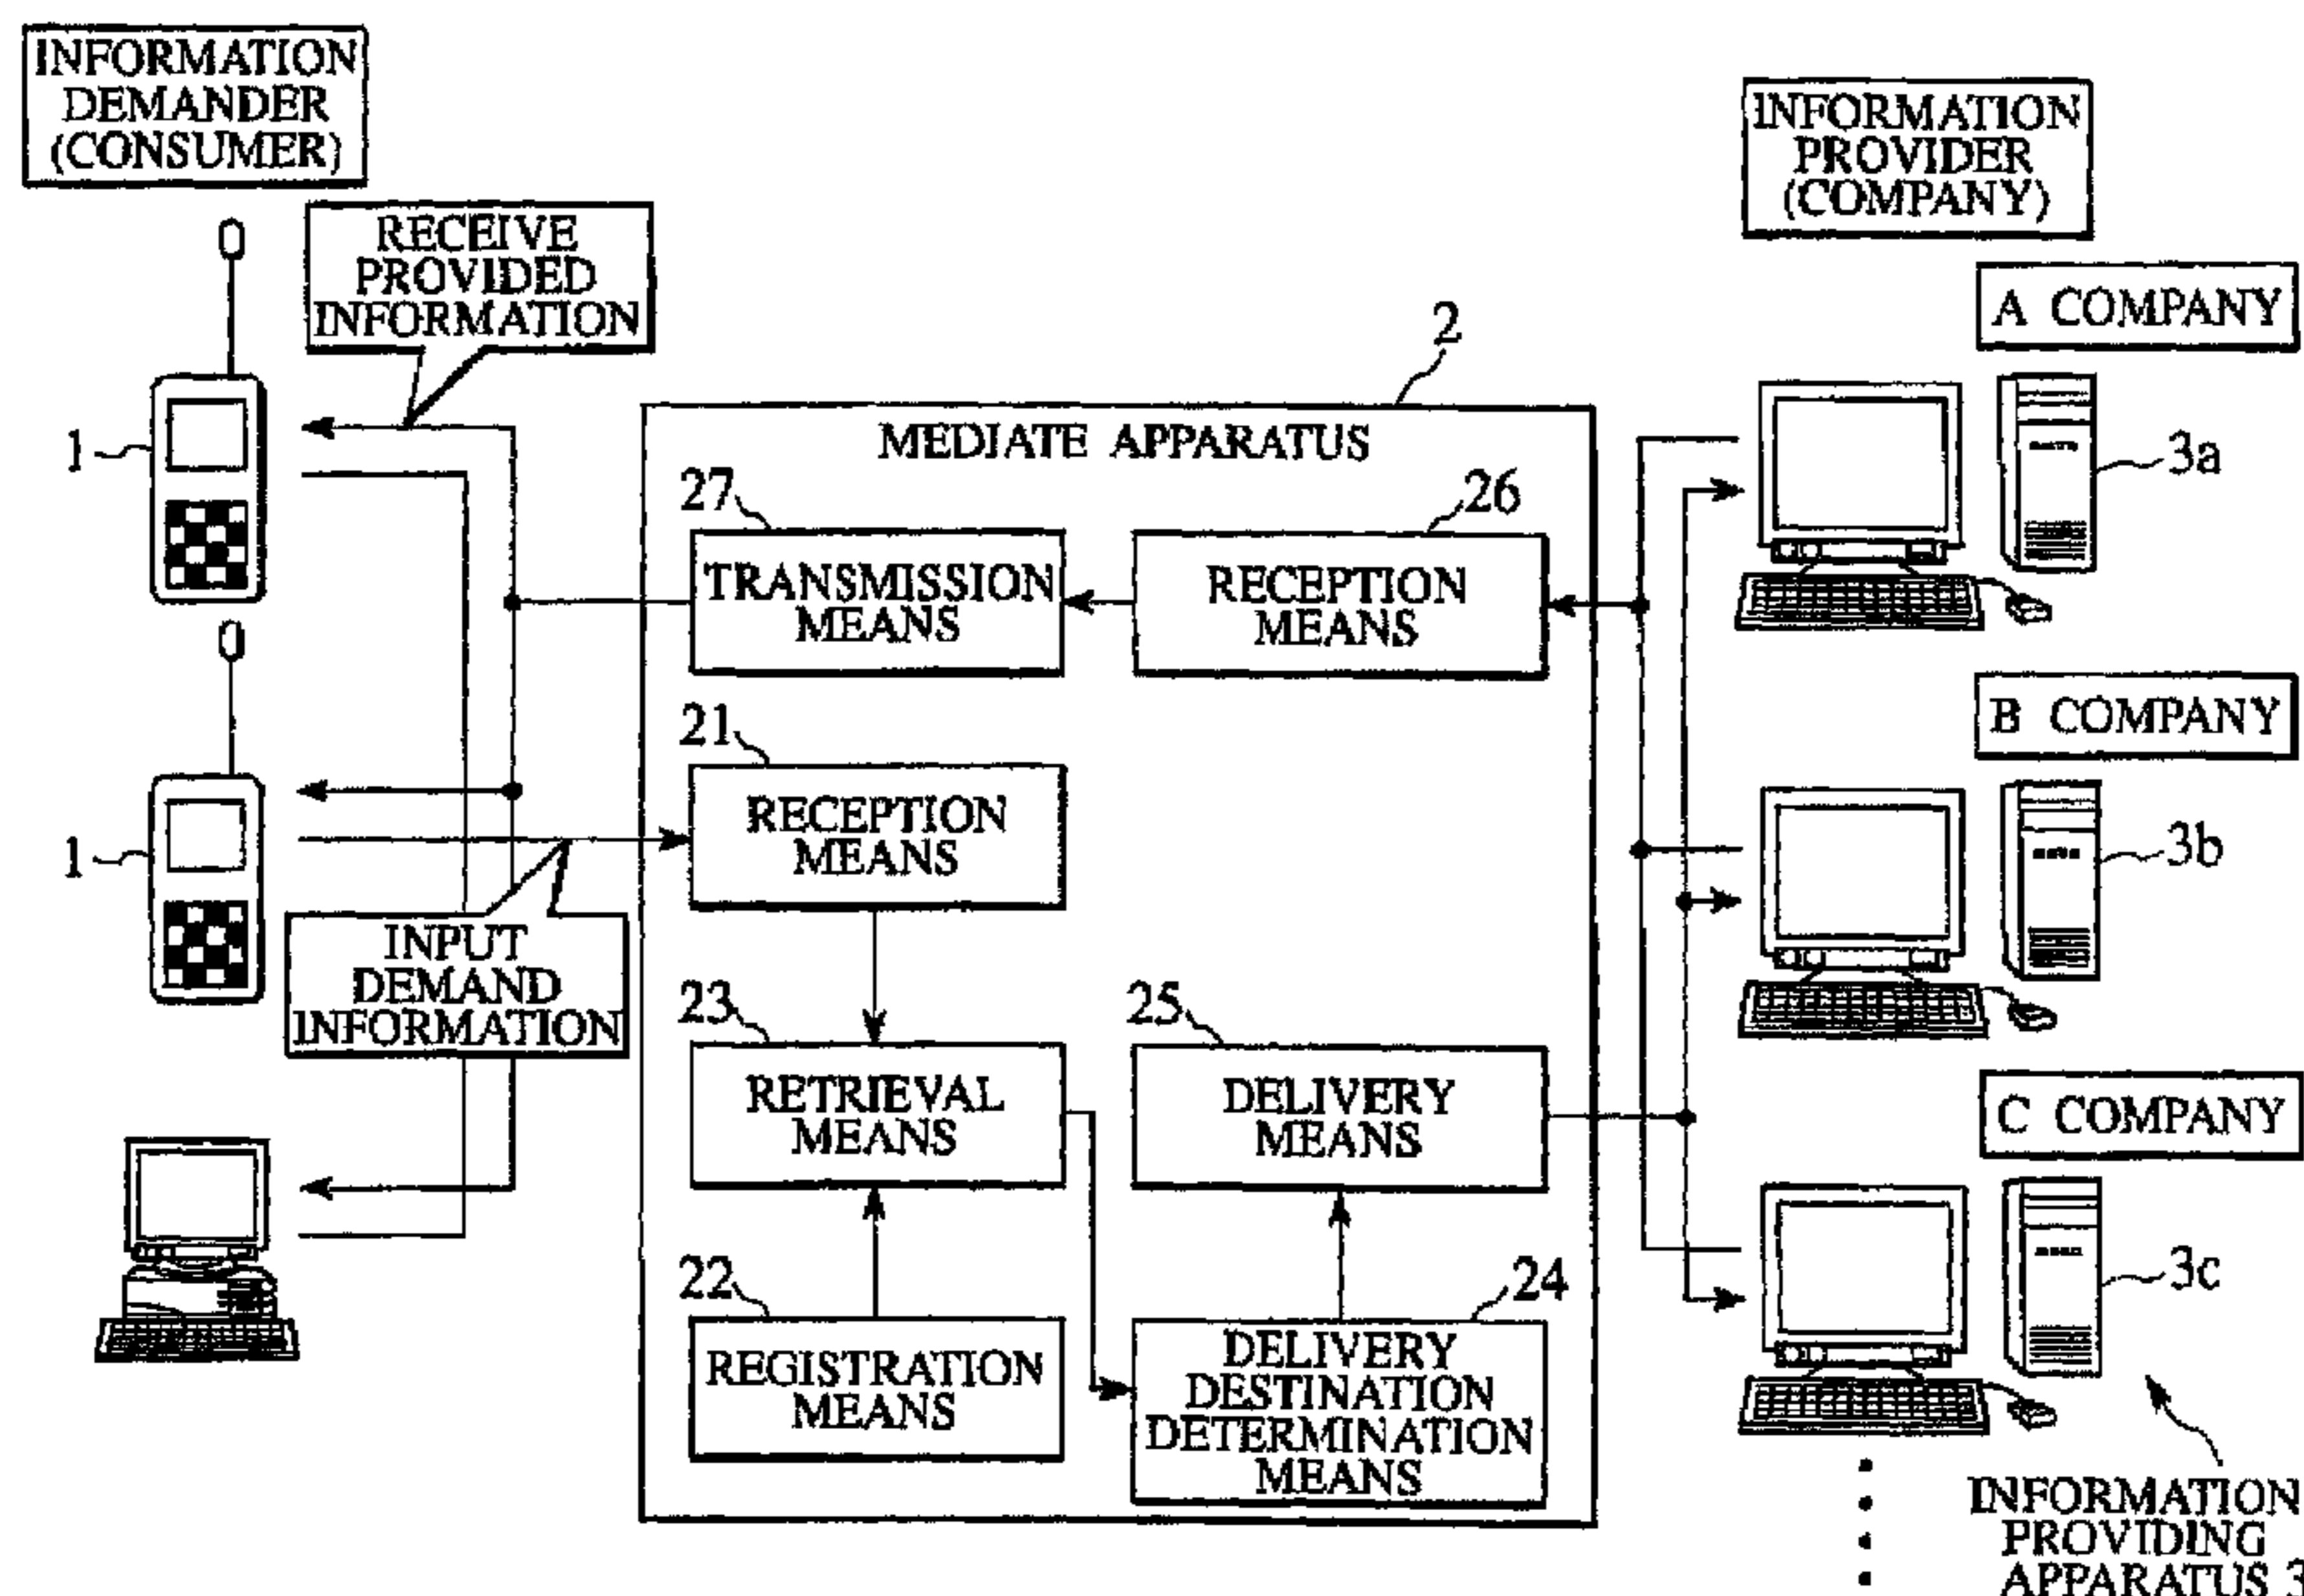 INFORMATION
DEMANDER
(CONSUMER)
INFORMATION
PROVIDER
(COMPANY)
RECEIVE
PROVIDED
INFORMATION
A COMPANY
2
MEDIATE APPARATUS
1
3a
27
26
TRANSMISSION
MEANS
RECEPTION
MEANS
B COMPANY
21
RECEPTION
MEANS
1
3b
INPUT
DEMAND
INFORMATION
23
25
RETRIEVAL
MEANS
DELIVERY
MEANS
C COMPANY
22
24
3c
REGISTRATION
MEANS
DELIVERY
DESTINATION
DETERMINATION
MEANS
INFORMATION
PROVIDING
APPARATUS 3